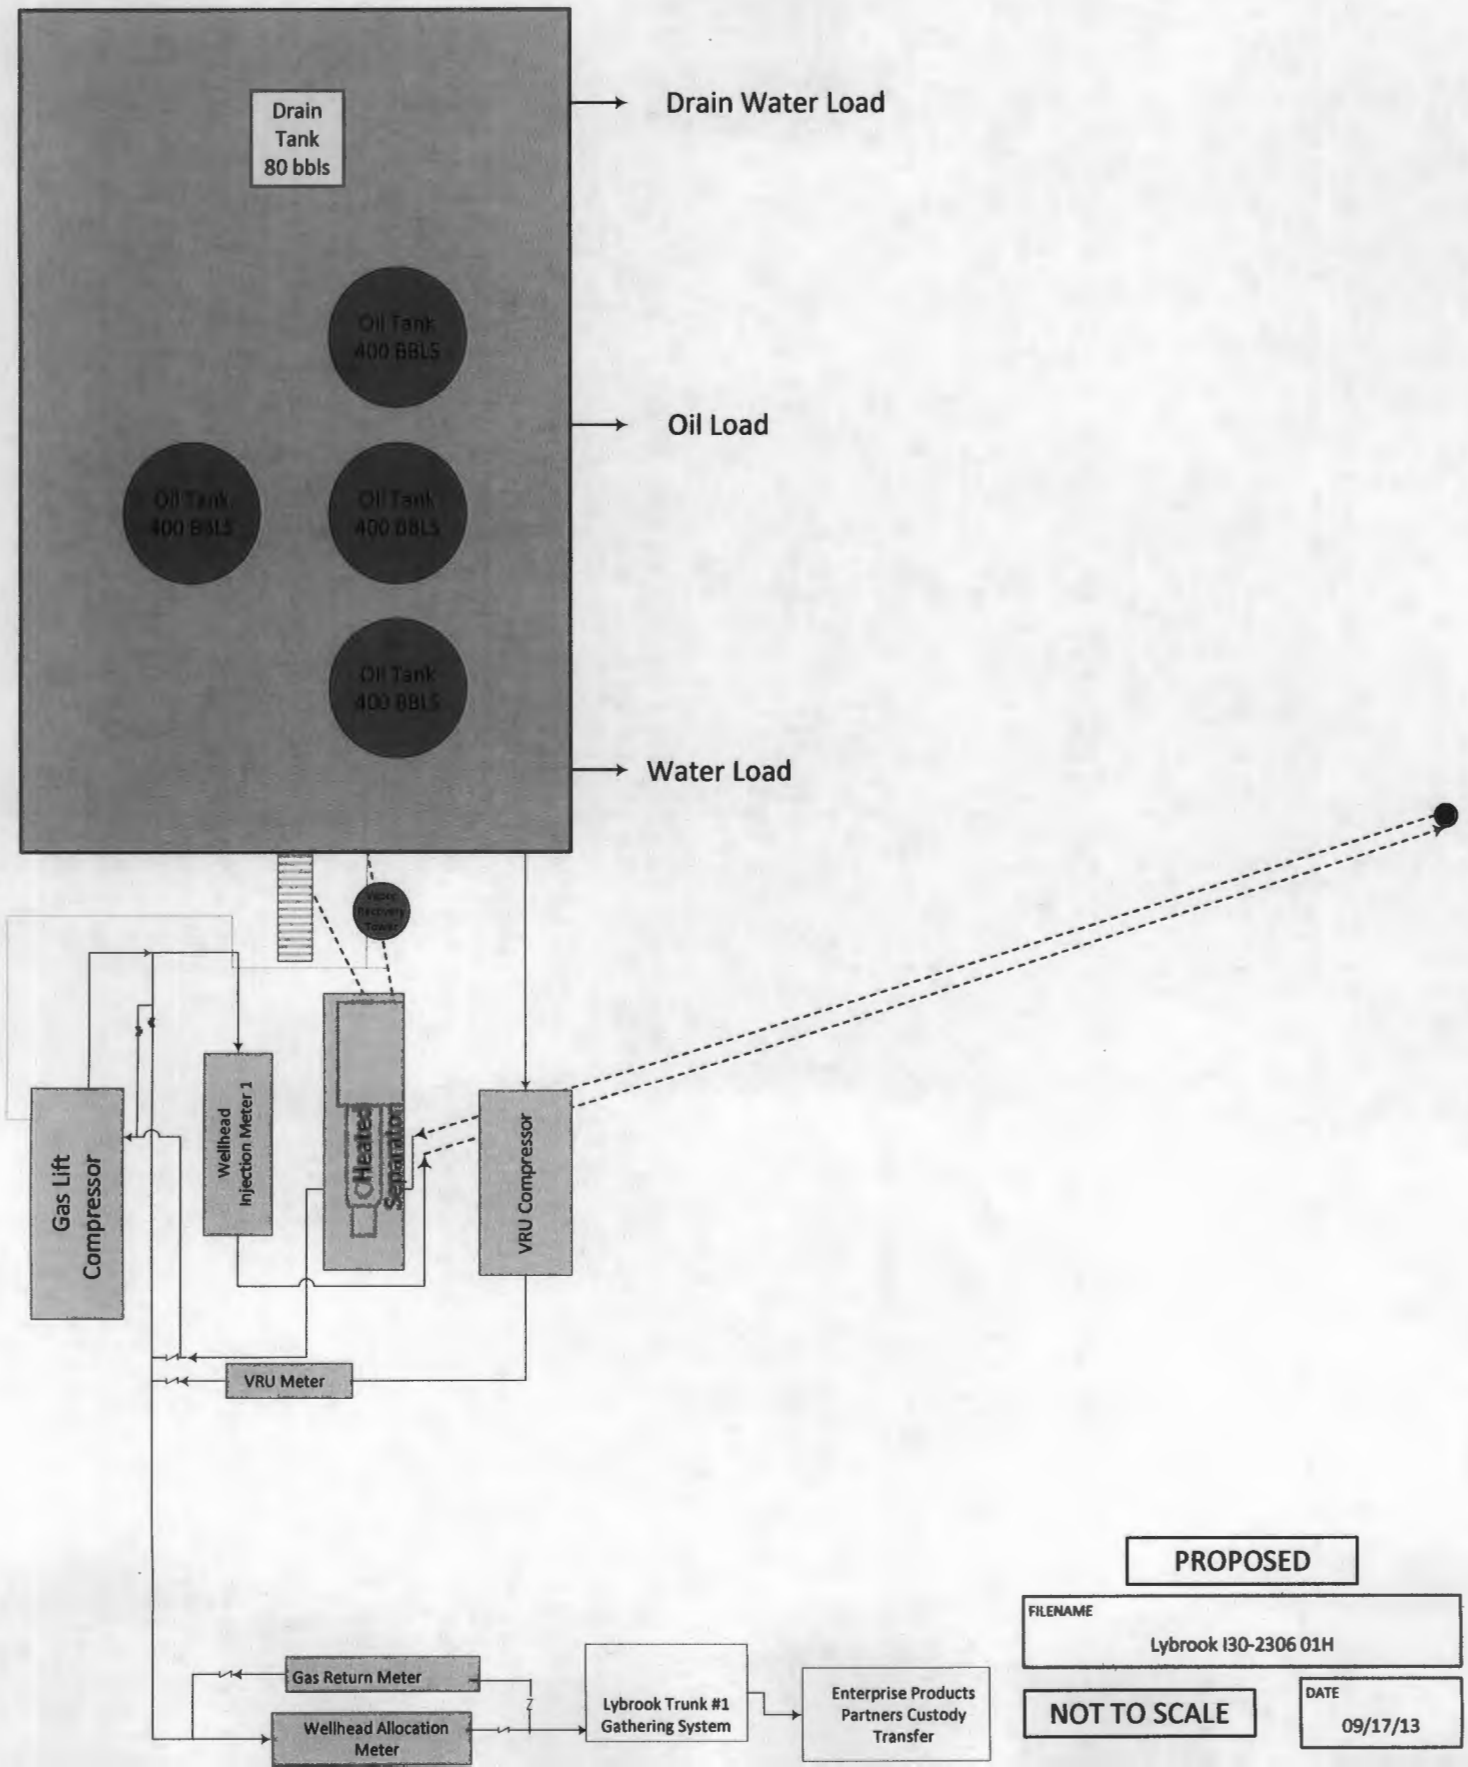 Drain
Tank
80 bbls
Drain Water Load
Oil Tank
400 BBLS
Oil Load
Oil Tank
400 BBLS
Oil Tank
400 BBLS
Oil Tank
400 BBLS
Water Load
Vapor
Recovery
Tower
Gas Lift
Compressor
Wellhead
Injection Meter 1
Heated
Separator
VRU Compressor
VRU Meter
Gas Return Meter
Wellhead Allocation
Meter
Lybrook Trunk #1
Gathering System
Enterprise Products
Partners Custody
Transfer
PROPOSED
FILENAME
Lybrook I30-2306 01H
NOT TO SCALE
DATE
09/17/13